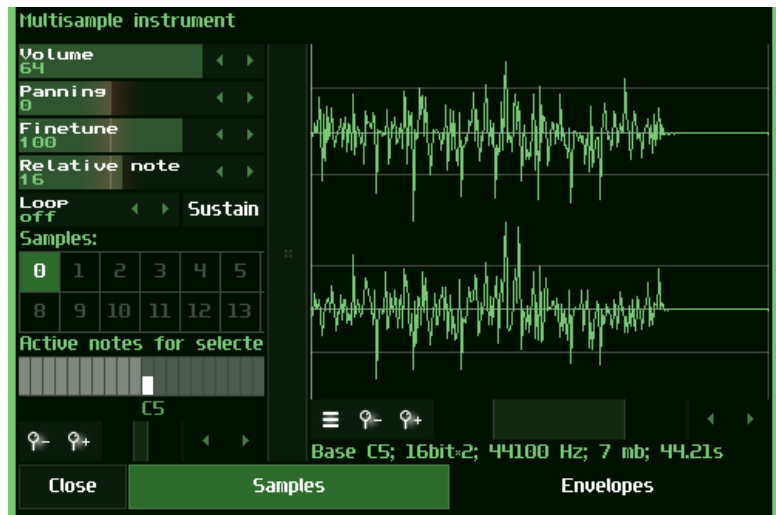 Multisample instrument
Volume
64
Panning
0
Finetune
100
Relative note
16
Loop
off
Sustain
Samples:
0 1 2 3 4 5
8 9 10 11 12 13
Active notes for selecte
C5
Base C5; 16bit×2; 44100 Hz; 7 mb; 44.21s
Close
Samples
Envelopes